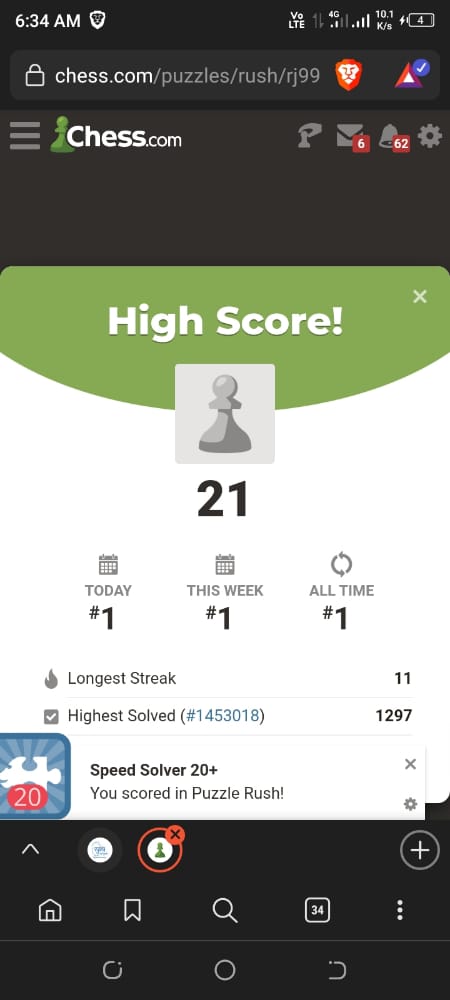 6:34 AM
Vo LTE 4G 10.1 K/s 4
chess.com/puzzles/rush/rj99
Chess.com
6 62
High Score!
21
TODAY THIS WEEK ALL TIME
#1 #1 #1
Longest Streak 11
Highest Solved (#1453018) 1297
20
Speed Solver 20+
You scored in Puzzle Rush!
34